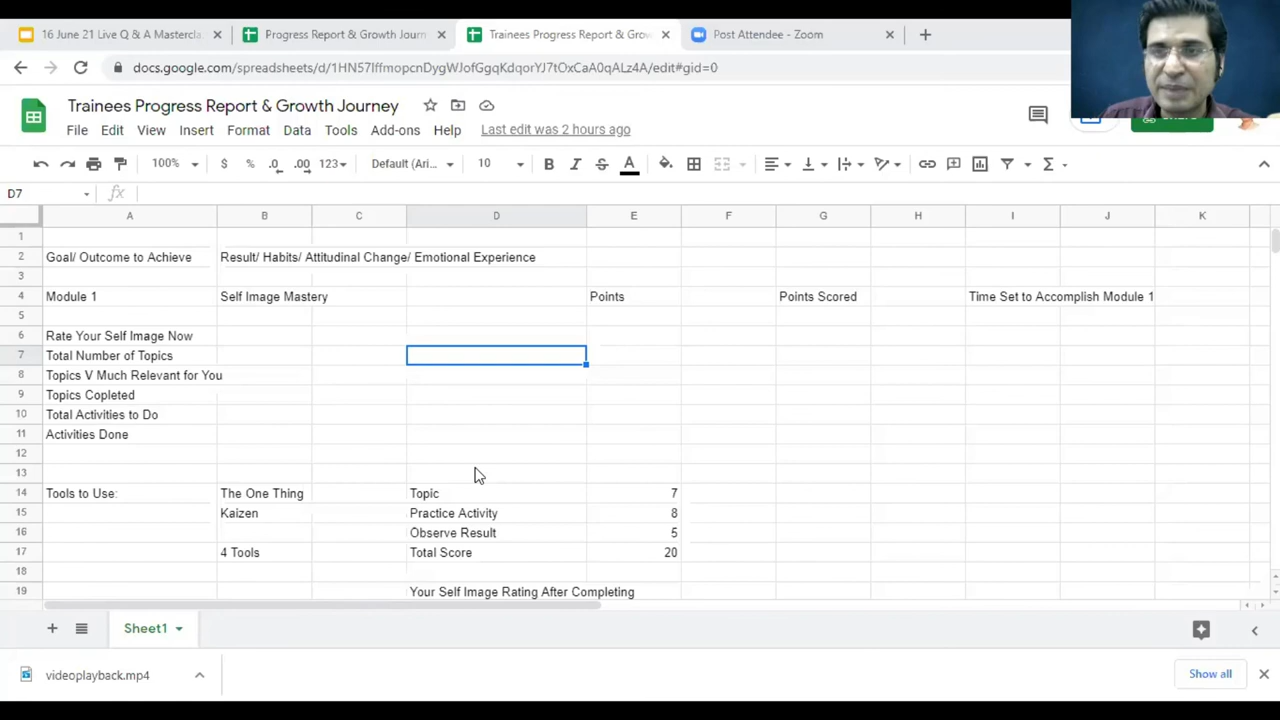 16 June 21 Live Q & A Mastercla
Progress Report & Growth Journ
Trainees Progress Report & Grow
Post Attendee - Zoom
docs.google.com/spreadsheets/d/1HN57IffmopcnDygWJofGgqKdqorYJ7tOxCaA0qALz4A/edit#gid=0
Trainees Progress Report & Growth Journey
File Edit View Insert Format Data Tools Add-ons Help Last edit was 2 hours ago
100% $ % .0 .00 123 Default (Ari... 10 B I S A
D7 fx
A B C D E F G H I J K
1
2 Goal/ Outcome to Achieve Result/ Habits/ Attitudinal Change/ Emotional Experience
3
4 Module 1 Self Image Mastery Points Points Scored Time Set to Accomplish Module 1
5
6 Rate Your Self Image Now
7 Total Number of Topics
8 Topics V Much Relevant for You
9 Topics Copleted
10 Total Activities to Do
11 Activities Done
12
13
14 Tools to Use: The One Thing Topic 7
15 Kaizen Practice Activity 8
16 Observe Result 5
17 4 Tools Total Score 20
18
19 Your Self Image Rating After Completing
Sheet1
videoplayback.mp4 Show all